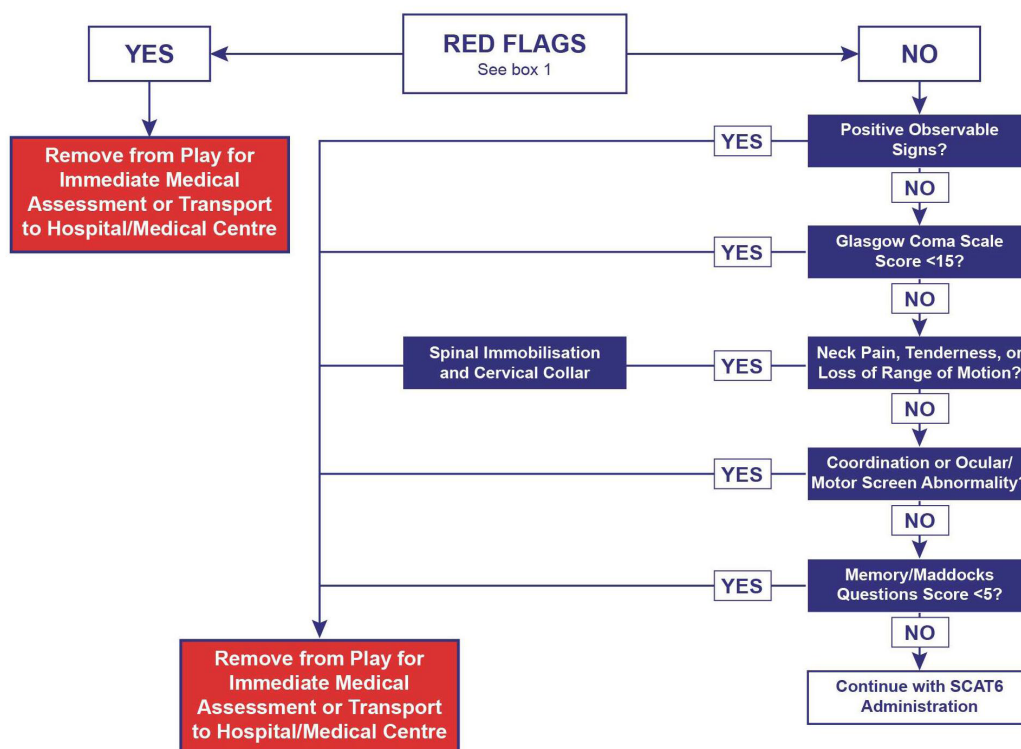 YES
RED FLAGS
See box 1
NO
Remove from Play for
Immediate Medical
Assessment or Transport
to Hospital/Medical Centre
YES
Positive Observable
Signs?
NO
YES
Glasgow Coma Scale
Score <15?
NO
Spinal Immobilisation
and Cervical Collar
YES
Neck Pain, Tenderness, or
Loss of Range of Motion?
NO
YES
Coordination or Ocular/
Motor Screen Abnormality?
NO
YES
Memory/Maddocks
Questions Score <5?
NO
Remove from Play for
Immediate Medical
Assessment or Transport
to Hospital/Medical Centre
Continue with SCAT6
Administration